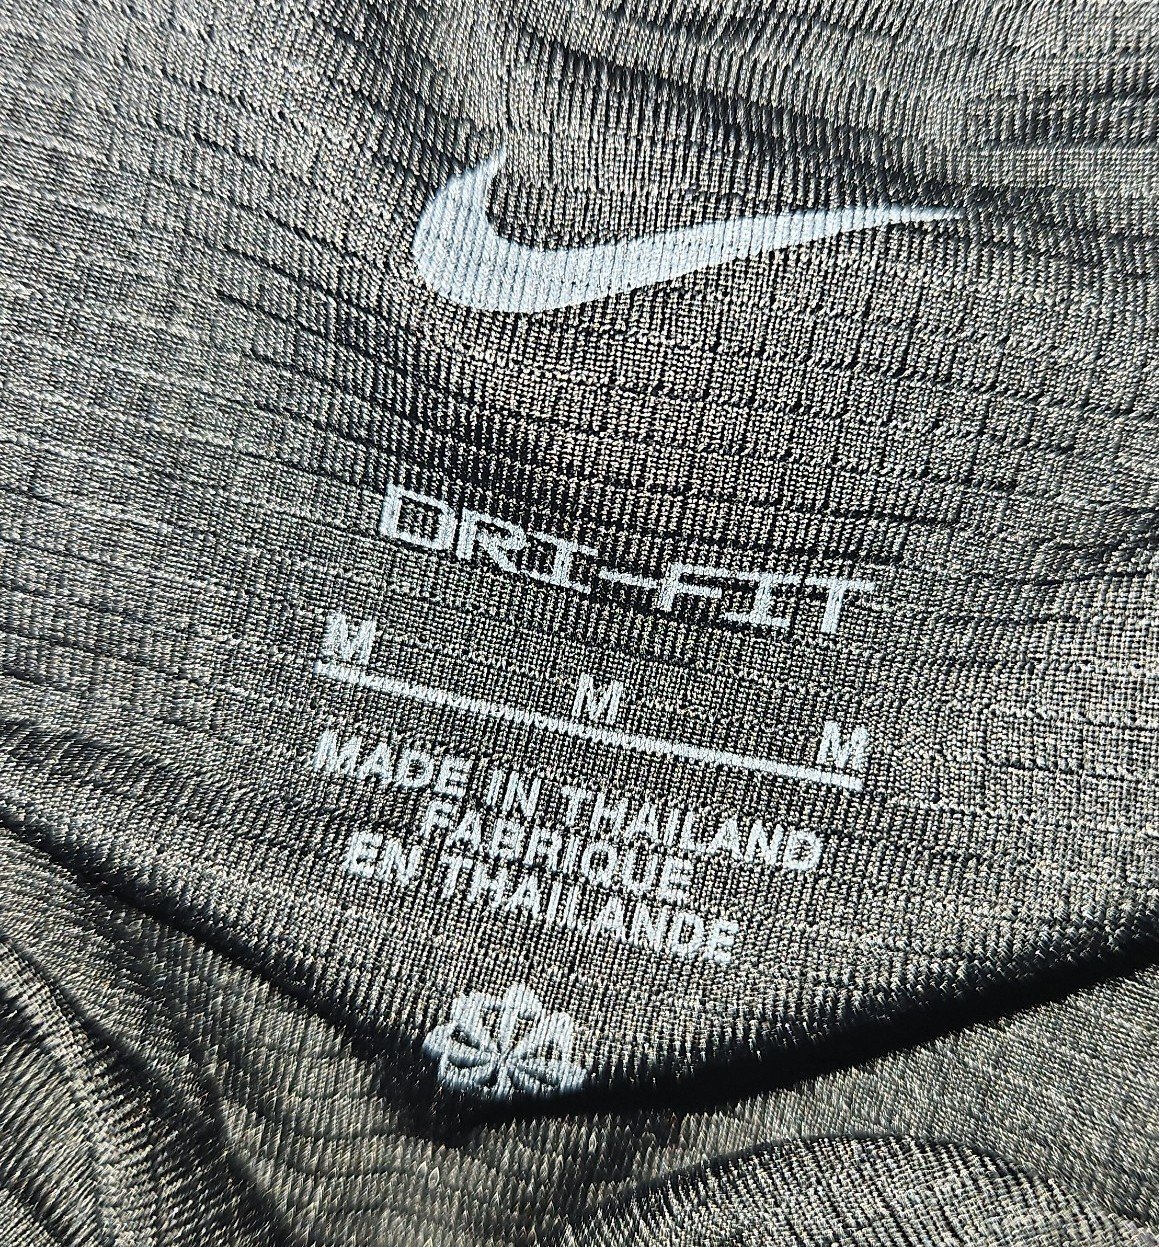 DRI-FIT
M M M
MADE IN THAILAND
FABRIQUE
EN THAILANDE